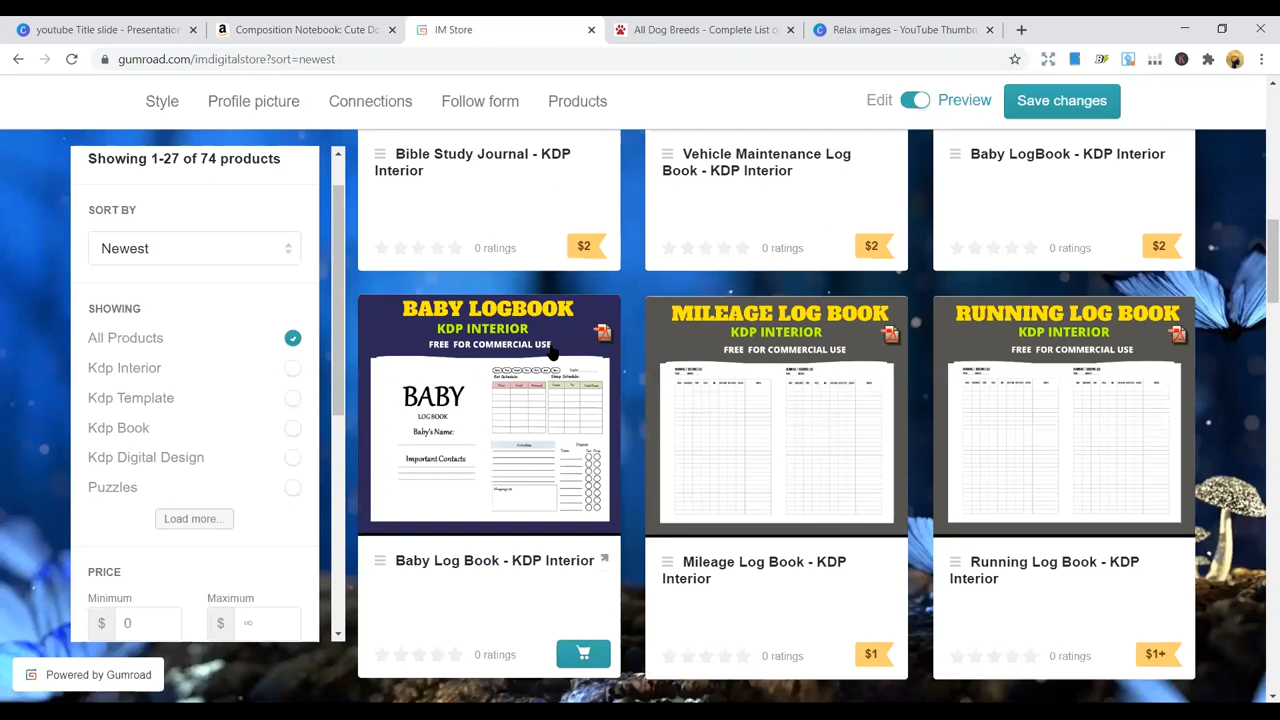 youtube Title slide - Presentation
Composition Notebook: Cute Do
IM Store
All Dog Breeds - Complete List o
Relax images - YouTube Thumbn
gumroad.com/imdigitalstore?sort=newest
Style
Profile picture
Connections
Follow form
Products
Edit
Preview
Save changes
Showing 1-27 of 74 products
SORT BY
Newest
SHOWING
All Products
Kdp Interior
Kdp Template
Kdp Book
Kdp Digital Design
Puzzles
Load more...
PRICE
Minimum
Maximum
$ 0
$ ∞
Powered by Gumroad
Bible Study Journal - KDP
Interior
0 ratings
$2
Vehicle Maintenance Log
Book - KDP Interior
0 ratings
$2
Baby LogBook - KDP Interior
0 ratings
$2
BABY LOGBOOK
KDP INTERIOR
FREE FOR COMMERCIAL USE
BABY
LOG BOOK
Baby's Name:
Important Contacts
Baby Log Book - KDP Interior
0 ratings
MILEAGE LOG BOOK
KDP INTERIOR
FREE FOR COMMERCIAL USE
Mileage Log Book - KDP
Interior
0 ratings
$1
RUNNING LOG BOOK
KDP INTERIOR
FREE FOR COMMERCIAL USE
Running Log Book - KDP
Interior
0 ratings
$1+